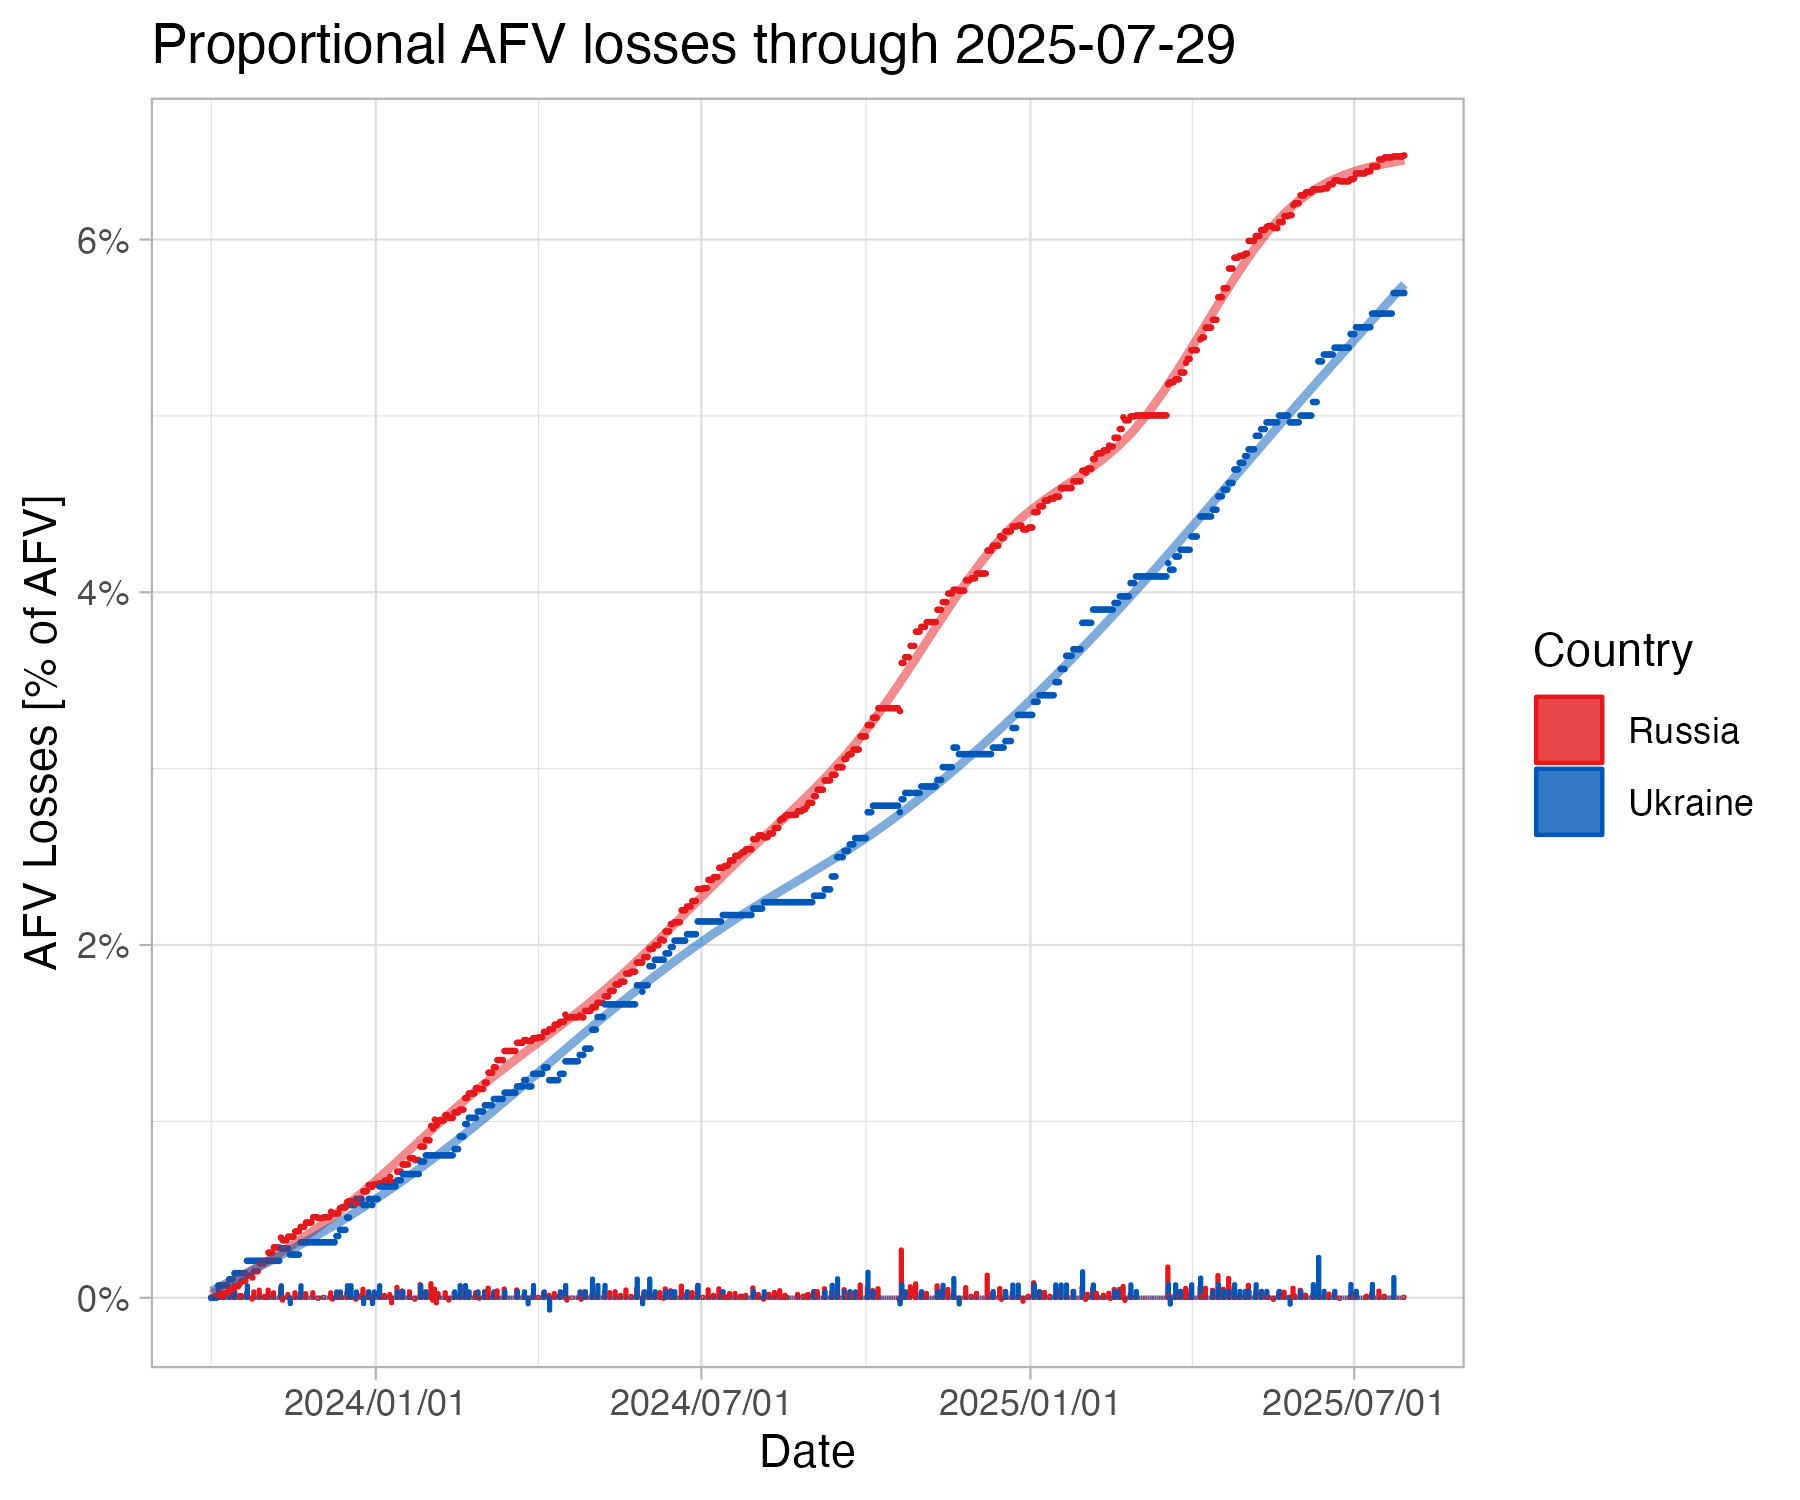 Proportional AFV losses through 2025-07-29
AFV Losses [% of AFV]
6%
4%
2%
0%
2024/01/01
2024/07/01
2025/01/01
2025/07/01
Date
Country
Russia
Ukraine